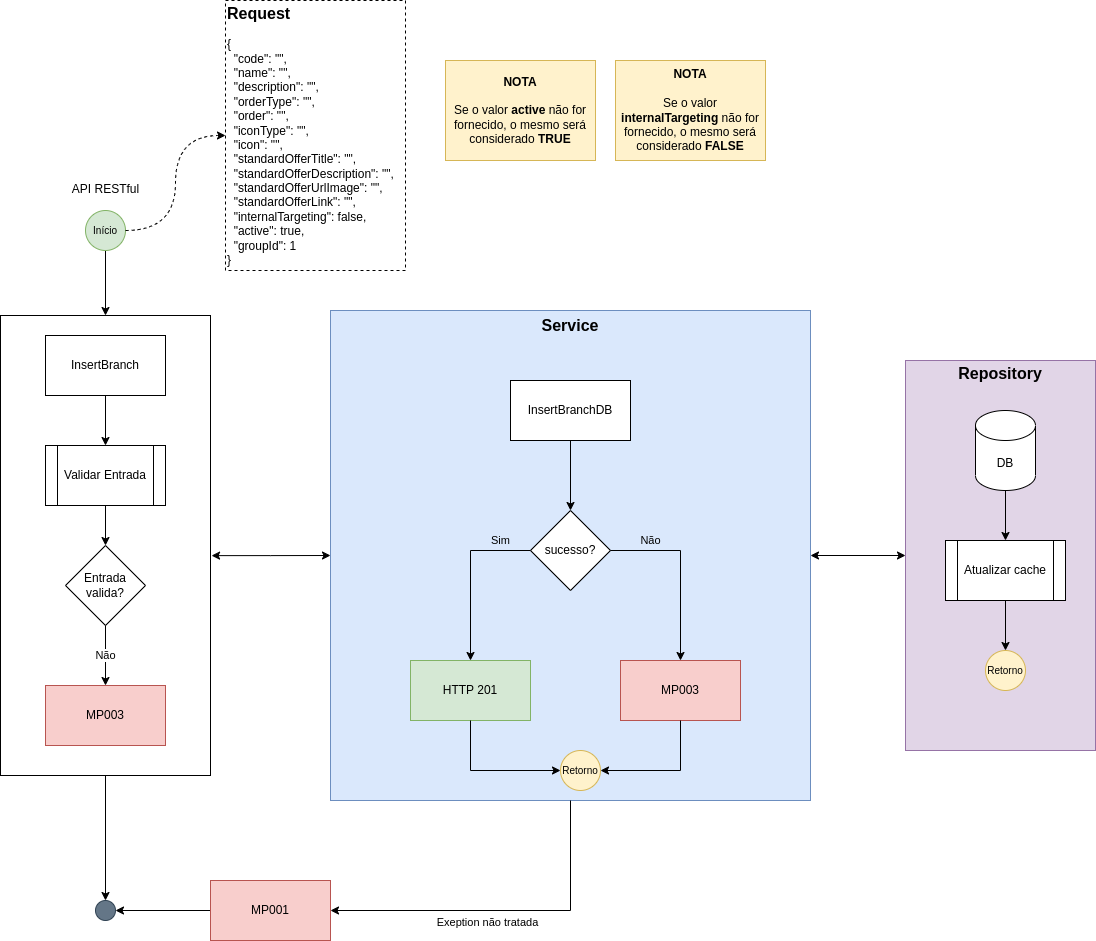 Request
{
"code": "",
"name": "",
"description": "",
"orderType": "",
"order": "",
"iconType": "",
"icon": "",
"standardOfferTitle": "",
"standardOfferDescription": "",
"standardOfferUrlImage": "",
"standardOfferLink": "",
"internalTargeting": false,
"active": true,
"groupId": 1
}
NOTA
Se o valor active não for
fornecido, o mesmo será
considerado TRUE
NOTA
Se o valor
internalTargeting não for
fornecido, o mesmo será
considerado FALSE
API RESTful
Início
InsertBranch
Validar Entrada
Entrada
valida?
Não
MP003
Service
InsertBranchDB
sucesso?
Sim
Não
HTTP 201
MP003
Retorno
Repository
DB
Atualizar cache
Retorno
MP001
Exeption não tratada